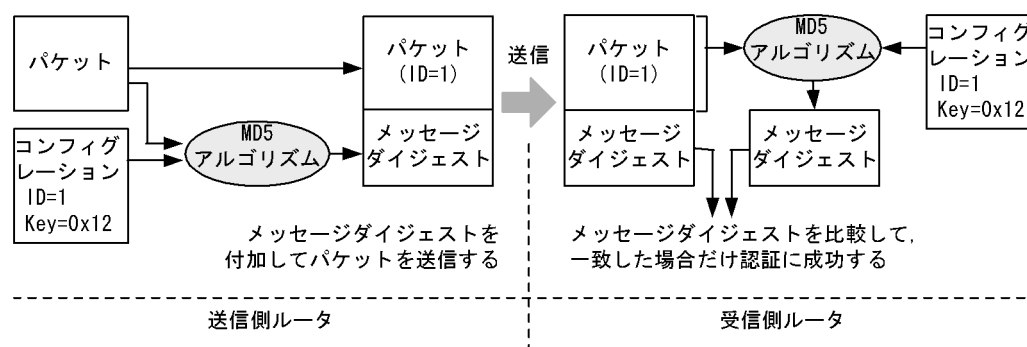 パケット
コンフィグ
レーション
ID=1
Key=0x12
MD5
アルゴリズム
パケット
(ID=1)
メッセージ
ダイジェスト
メッセージダイジェストを
付加してパケットを送信する
送信側ルータ
送信
パケット
(ID=1)
メッセージ
ダイジェスト
MD5
アルゴリズム
メッセージ
ダイジェスト
コンフィグ
レーション
ID=1
Key=0x12
メッセージダイジェストを比較して,
一致した場合だけ認証に成功する
受信側ルータ